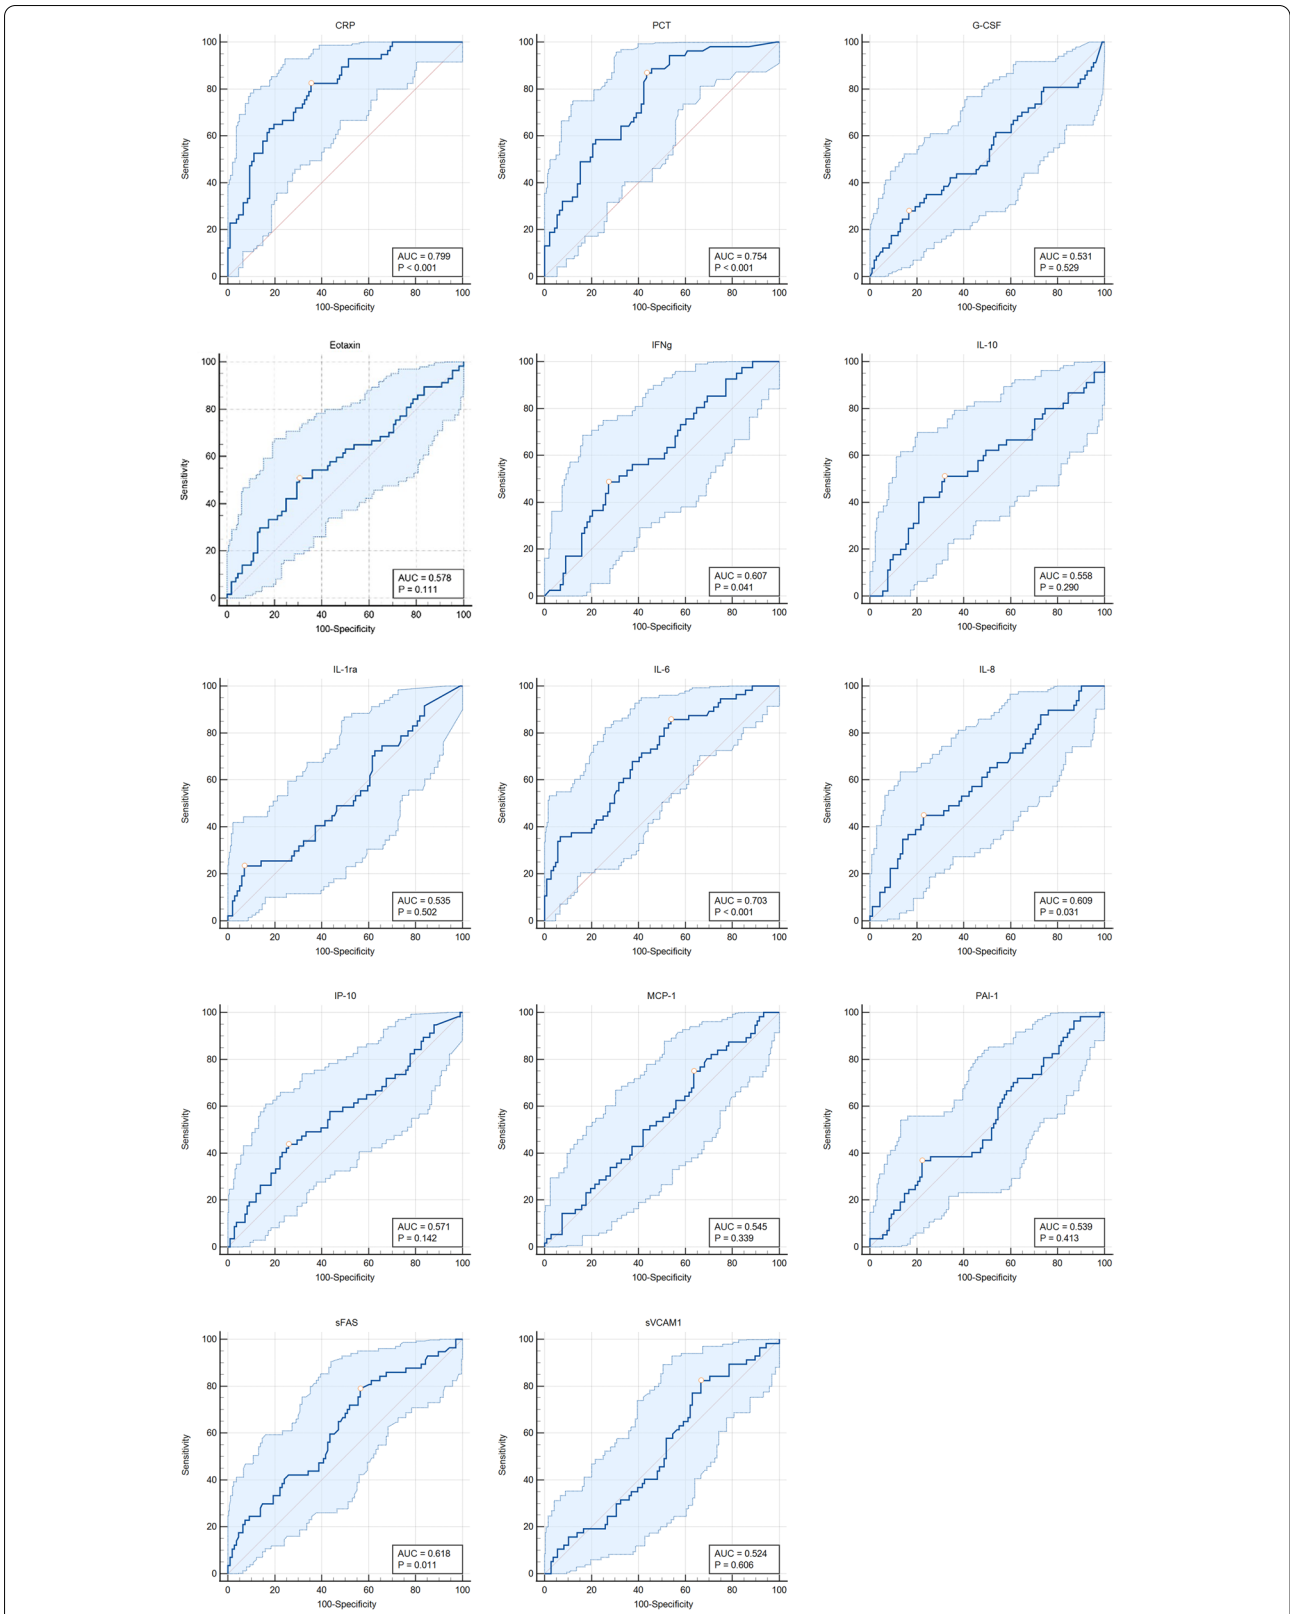 CRP
100
80
60
40
20
0
Sensitivity
AUC = 0.799
P < 0.001
0 20 40 60 80 100
100-Specificity
PCT
100
80
60
40
20
0
Sensitivity
AUC = 0.754
P < 0.001
0 20 40 60 80 100
100-Specificity
G-CSF
100
80
60
40
20
0
Sensitivity
AUC = 0.531
P = 0.529
0 20 40 60 80 100
100-Specificity
Eotaxin
100
80
60
40
20
0
Sensitivity
AUC = 0.578
P = 0.111
0 20 40 60 80 100
100-Specificity
IFNg
100
80
60
40
20
0
Sensitivity
AUC = 0.607
P = 0.041
0 20 40 60 80 100
100-Specificity
IL-10
100
80
60
40
20
0
Sensitivity
AUC = 0.558
P = 0.290
0 20 40 60 80 100
100-Specificity
IL-1ra
100
80
60
40
20
0
Sensitivity
AUC = 0.535
P = 0.502
0 20 40 60 80 100
100-Specificity
IL-6
100
80
60
40
20
0
Sensitivity
AUC = 0.703
P < 0.001
0 20 40 60 80 100
100-Specificity
IL-8
100
80
60
40
20
0
Sensitivity
AUC = 0.609
P = 0.031
0 20 40 60 80 100
100-Specificity
IP-10
100
80
60
40
20
0
Sensitivity
AUC = 0.571
P = 0.142
0 20 40 60 80 100
100-Specificity
MCP-1
100
80
60
40
20
0
Sensitivity
AUC = 0.545
P = 0.339
0 20 40 60 80 100
100-Specificity
PAI-1
100
80
60
40
20
0
Sensitivity
AUC = 0.539
P = 0.413
0 20 40 60 80 100
100-Specificity
sFAS
100
80
60
40
20
0
Sensitivity
AUC = 0.618
P = 0.011
0 20 40 60 80 100
100-Specificity
sVCAM1
100
80
60
40
20
0
Sensitivity
AUC = 0.524
P = 0.606
0 20 40 60 80 100
100-Specificity